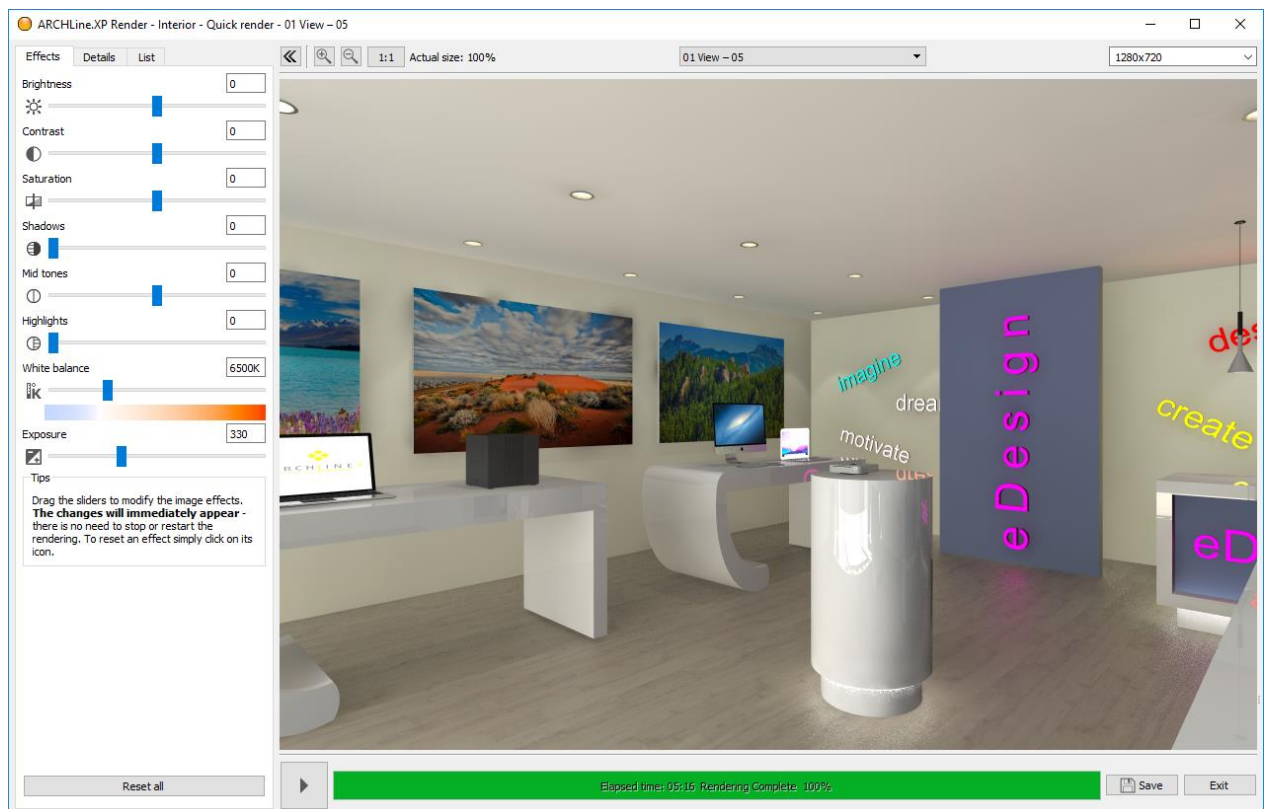 ARCHLine.XP Render - Interior - Quick render - 01 View – 05
Effects Details List
1:1 Actual size: 100%
01 View – 05
1280x720
Brightness 0
Contrast 0
Saturation 0
Shadows 0
Mid tones 0
Highlights 0
White balance 6500K
K
Exposure 330
Tips
Drag the sliders to modify the image effects.
The changes will immediately appear -
there is no need to stop or restart the
rendering. To reset an effect simply click on its
icon.
Reset all
imagine
drea
motivate
eDesign
des
create
eD
RCHLINE
Elapsed time: 05:16 Rendering Complete 100%
Save
Exit